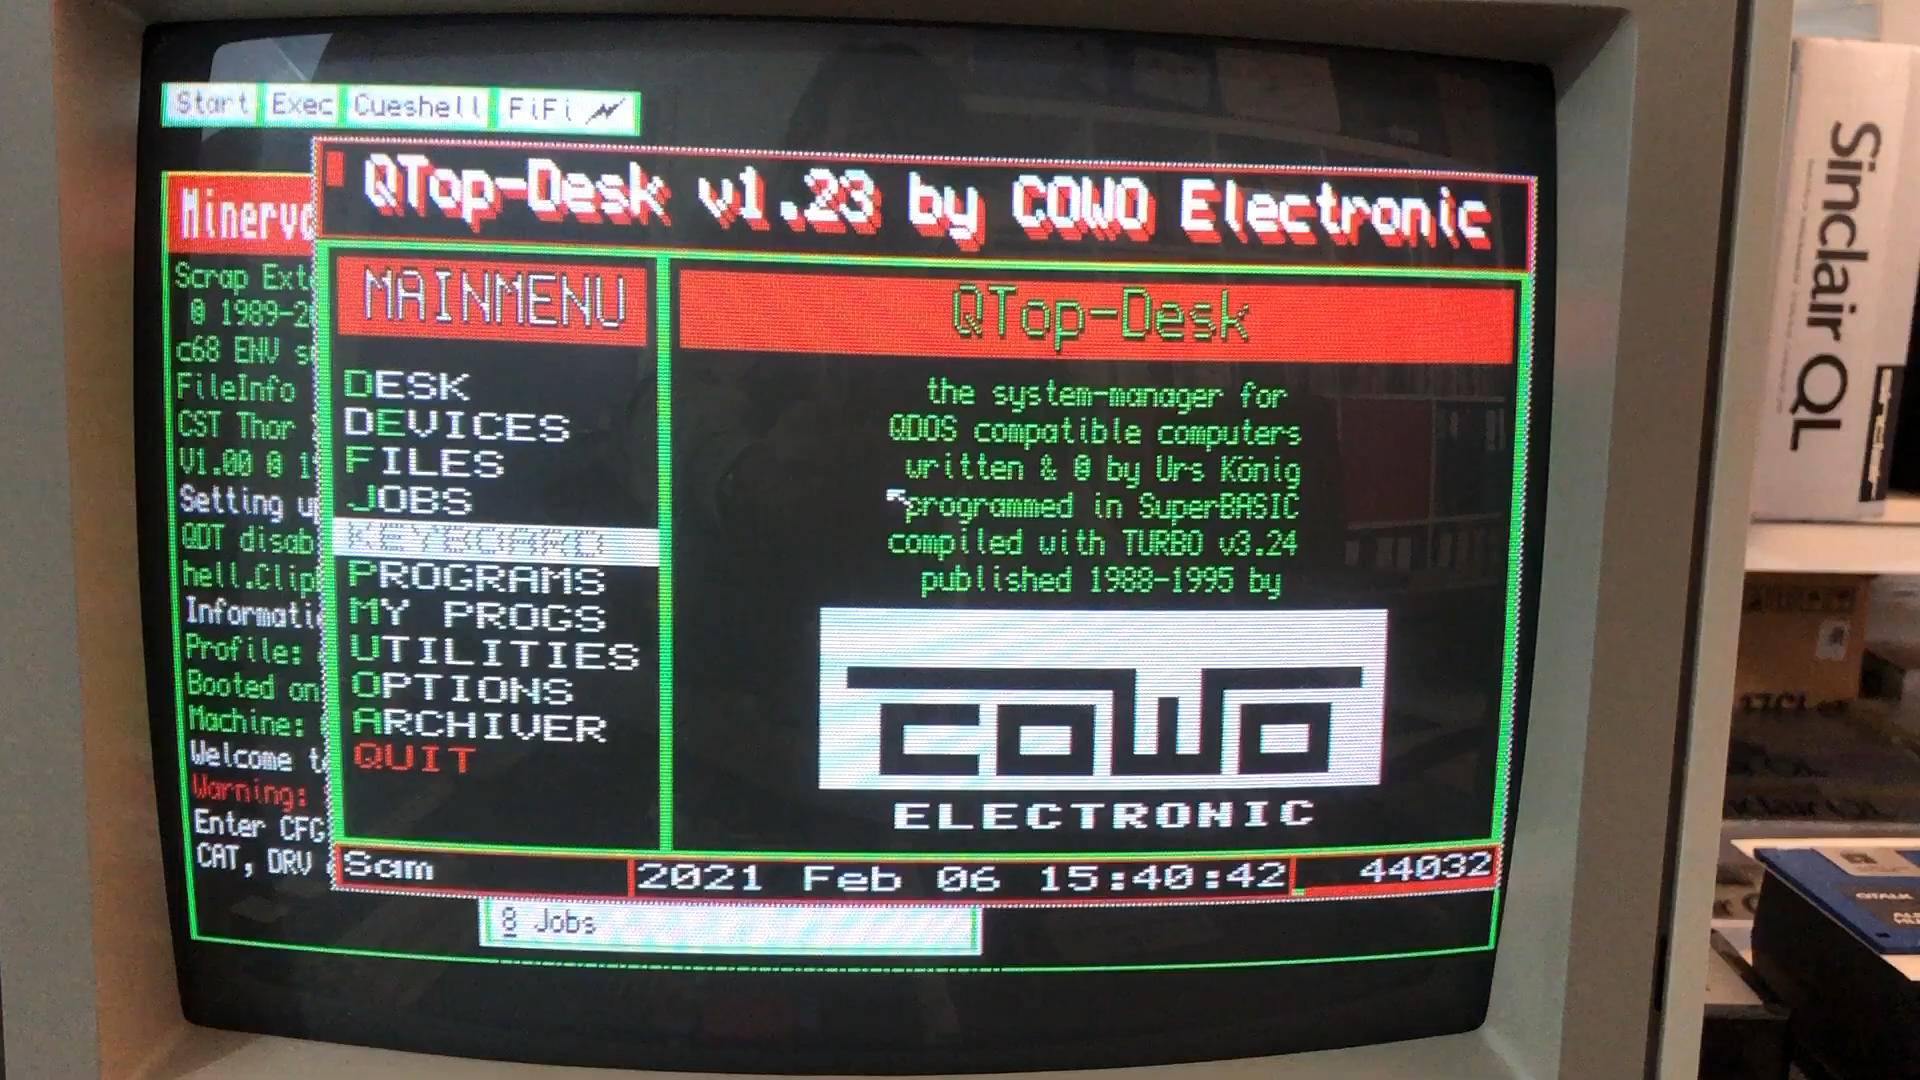 Start Exec Cueshell FiFi
QTop-Desk v1.23 by COWO Electronic
Minerva
Scrap Ext
© 1989-2
c68 ENV s
FileInfo
CST Thor
V1.00 © 1
Setting up
QDT disab
hell.Clip
Informati
Profile:
Booted on
Machine:
Welcome t
Warning:
Enter CFG
CAT, DRV
MAINMENU
DESK
DEVICES
FILES
JOBS
KEYBOARD
PROGRAMS
MY PROGS
UTILITIES
OPTIONS
ARCHIVER
QUIT
QTop-Desk
the system-manager for
QDOS compatible computers
written & © by Urs König
programmed in SuperBASIC
compiled with TURBO v3.24
published 1988-1995 by
COWO
ELECTRONIC
Sam 2021 Feb 06 15:40:42 44032
8 Jobs
Sinclair QL
sinclair
QTALK